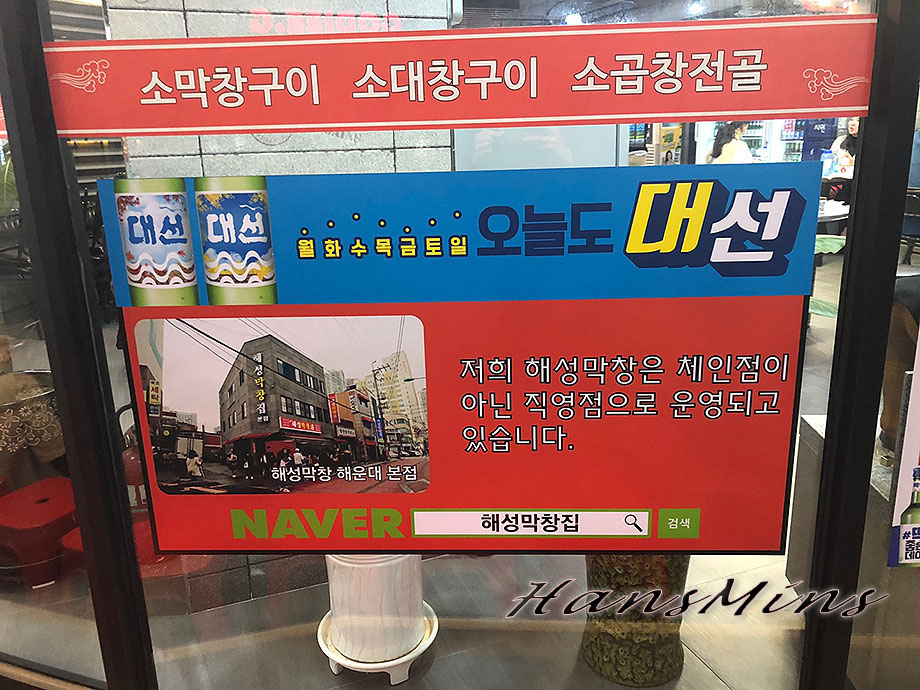 소막창구이 소대창구이 소곱창전골
대선 대선
월화수목금토일 오늘도 대선
저희 해성막창은 체인점이
아닌 직영점으로 운영되고
있습니다.
해성막창집 본점
해성막창 해운대 본점
NAVER 해성막창집 검색
HansMins